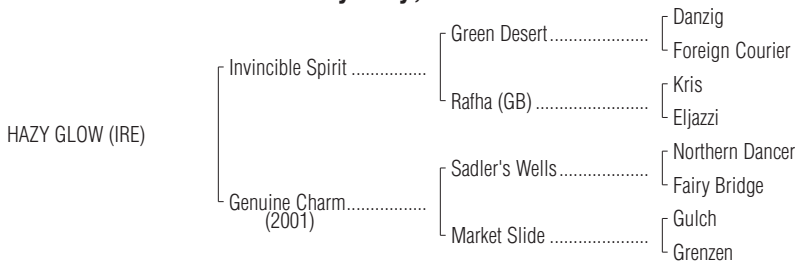 Danzig
Green Desert....................
Foreign Courier
Invincible Spirit ................
Kris
Rafha (GB) .......................
Eljazzi
HAZY GLOW (IRE)
Northern Dancer
Sadler's Wells..................
Fairy Bridge
Genuine Charm................
(2001)
Gulch
Market Slide .....................
Grenzen